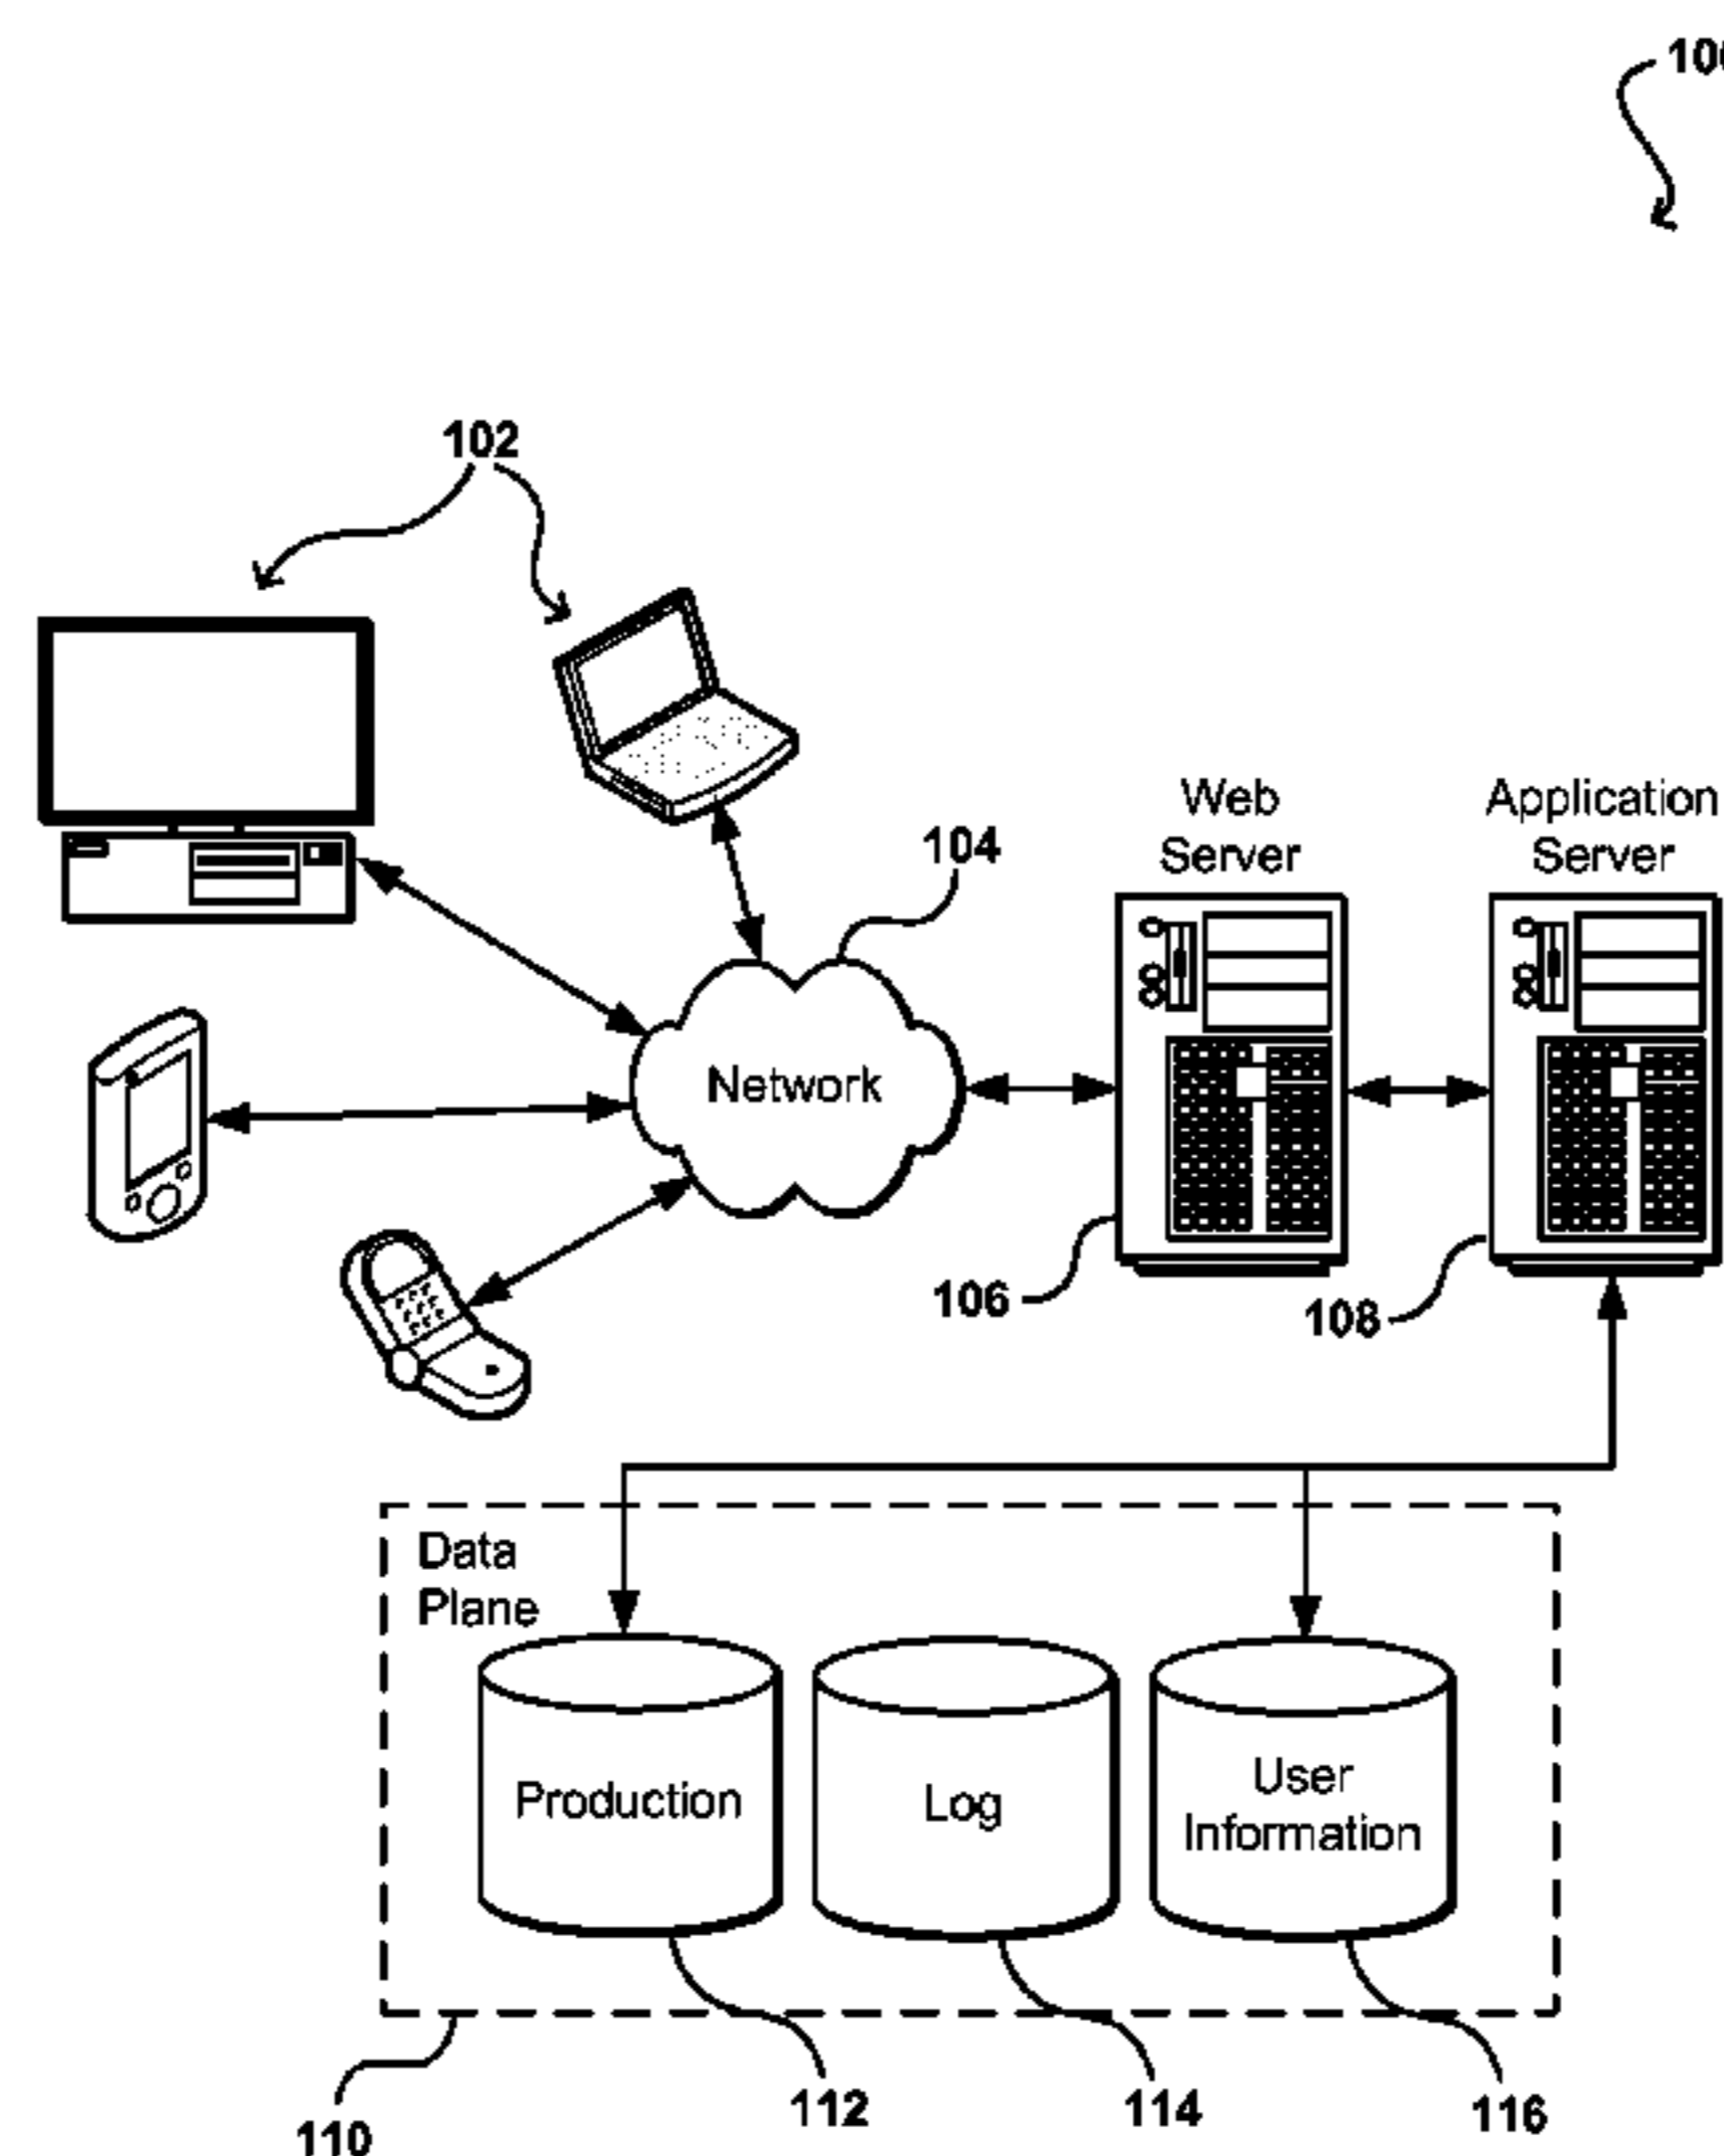 100
102
104
Web
Server
Application
Server
Network
106
108
Data
Plane
Production
Log
User
Information
112
114
116
110